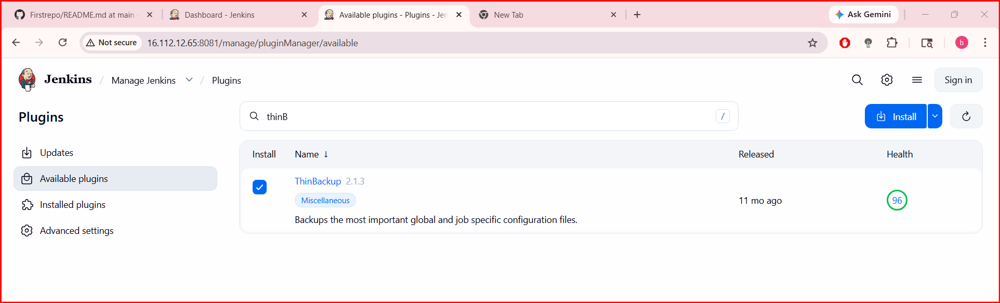 Firstrepo/README.md at main
Dashboard - Jenkins
Available plugins - Plugins - Jen
New Tab
Ask Gemini
Not secure
16.112.12.65:8081/manage/pluginManager/available
b
Jenkins / Manage Jenkins / Plugins
Sign in
Plugins
thinB
/
Install
Updates
Available plugins
Installed plugins
Advanced settings
Install Name ↓ Released Health
ThinBackup 2.1.3
Miscellaneous
Backups the most important global and job specific configuration files.
11 mo ago
96